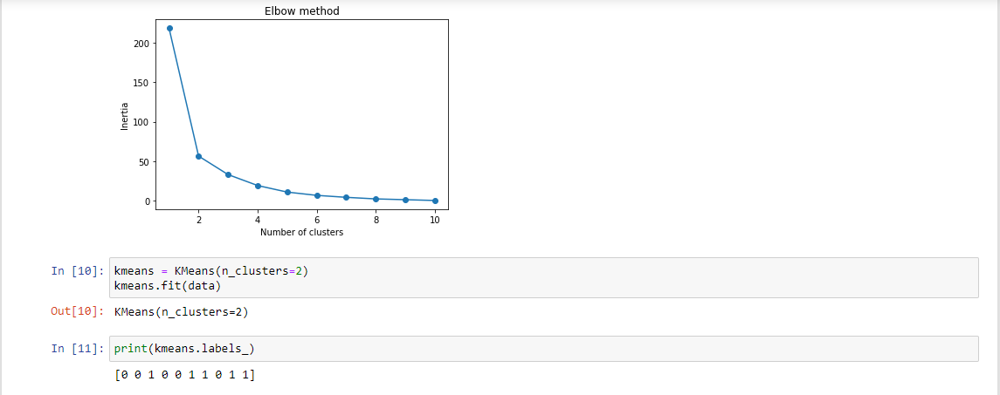 Elbow method
200
150
100
50
0
Inertia
2 4 6 8 10
Number of clusters
In [10]: kmeans = KMeans(n_clusters=2)
kmeans.fit(data)
Out[10]: KMeans(n_clusters=2)
In [11]: print(kmeans.labels_)
[0 0 1 0 0 1 1 0 1 1]